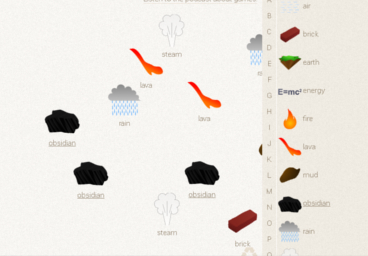 steam
lava
lava
rain
obsidian
obsidian
obsidian
steam
brick
A
B
C
D
E
F
G
H
I
J
K
L
M
N
O
P
air
brick
earth
E=mc²
energy
fire
lava
mud
obsidian
rain